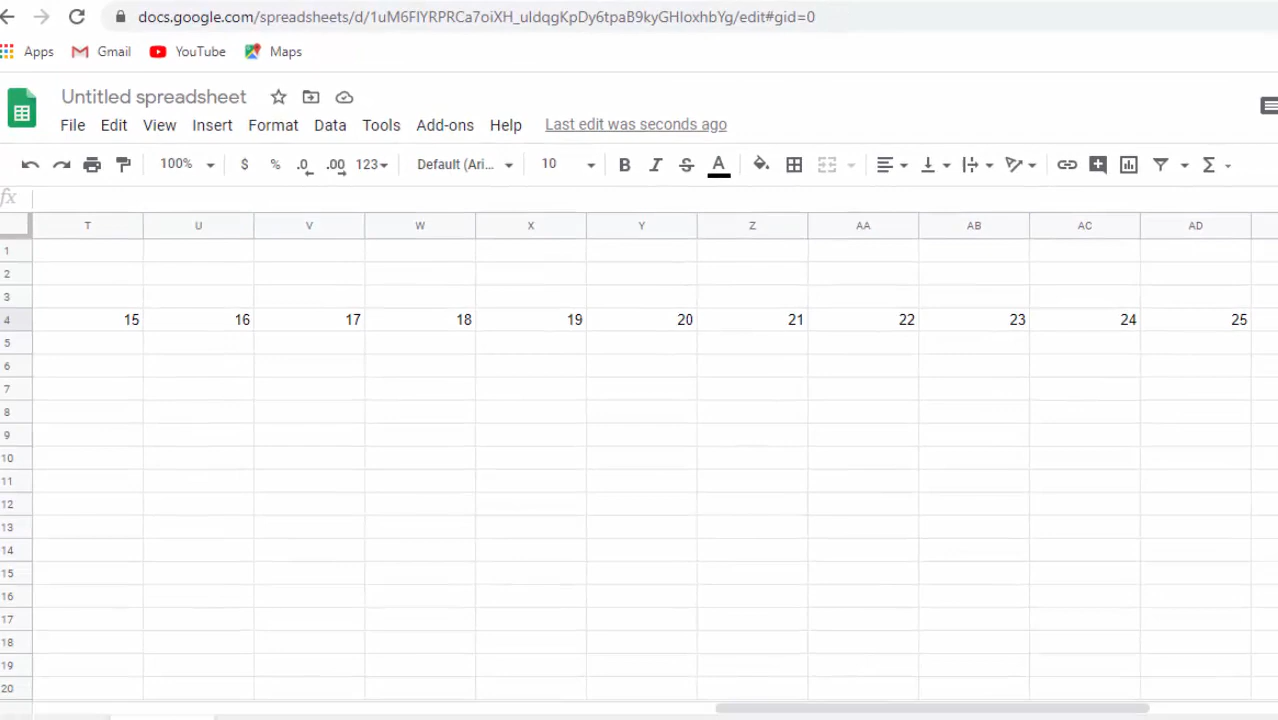 docs.google.com/spreadsheets/d/1uM6FlYRPRCa7oiXH_uIdqgKpDy6tpaB9kyGHIoxhbYg/edit#gid=0
Apps Gmail YouTube Maps
Untitled spreadsheet
File Edit View Insert Format Data Tools Add-ons Help Last edit was seconds ago
100% $ % .0 .00 123 Default (Ari... 10 B I S A Σ
fx
T U V W X Y Z AA AB AC AD
1
2
3
4 15 16 17 18 19 20 21 22 23 24 25
5
6
7
8
9
10
11
12
13
14
15
16
17
18
19
20